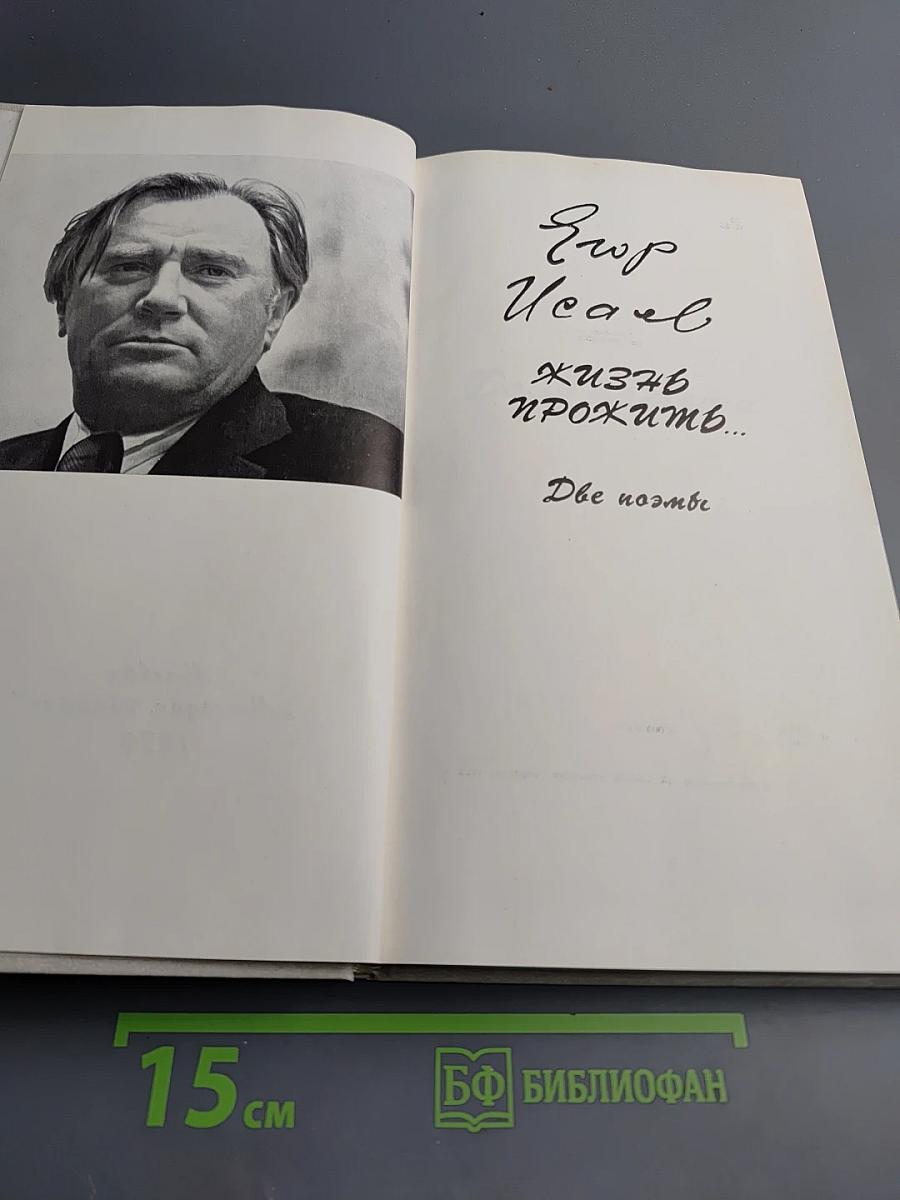 Егор
Исаев
ЖИЗНЬ
ПРОЖИТЬ...
Две поэмы
15 см
БФ БИБЛИОФАН